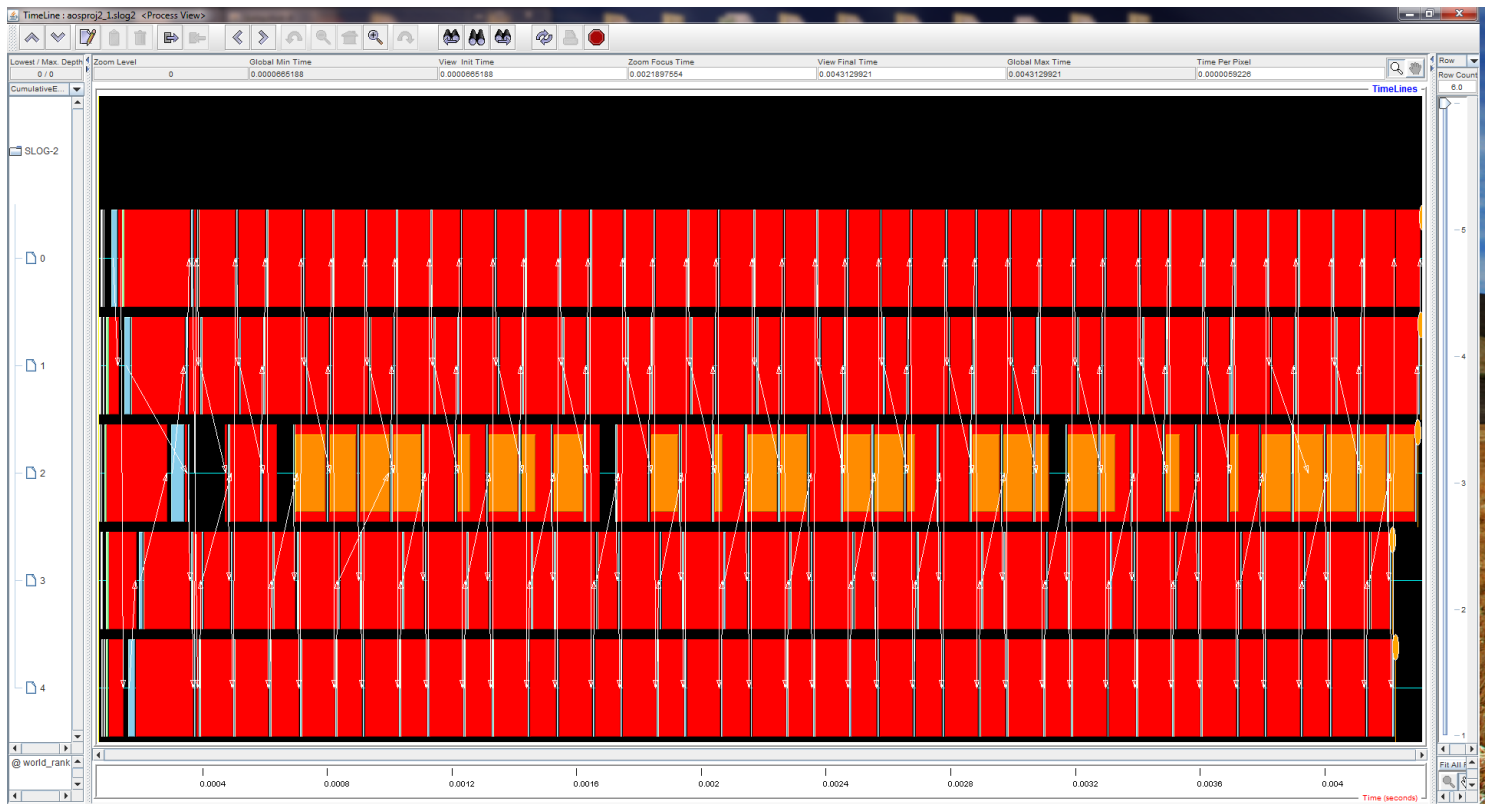 TimeLine : aosproj2_1.slog2 <Process View>
Lowest / Max. Depth Zoom Level Global Min Time View Init Time Zoom Focus Time View Final Time Global Max Time Time Per Pixel Row
0 / 0 0 0.0000665188 0.0000665188 0.0021897554 0.0043129921 0.0043129921 0.0000059226 Row Count
CumulativeE... 6.0
TimeLines
SLOG-2
0
1
2
3
4
5
4
3
2
1
@ world_rank
Fit All
0.0004 0.0008 0.0012 0.0016 0.002 0.0024 0.0028 0.0032 0.0036 0.004
Time (seconds)